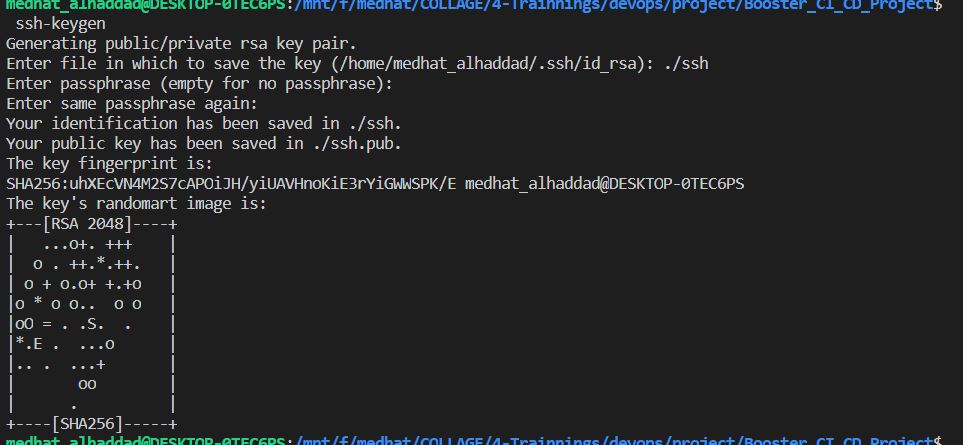 medhat_alhaddad@DESKTOP-0TEC6PS:/mnt/f/medhat/COLLAGE/4-Trainnings/devops/project/Booster_CI_CD_Project$
 ssh-keygen
Generating public/private rsa key pair.
Enter file in which to save the key (/home/medhat_alhaddad/.ssh/id_rsa): ./ssh
Enter passphrase (empty for no passphrase):
Enter same passphrase again:
Your identification has been saved in ./ssh.
Your public key has been saved in ./ssh.pub.
The key fingerprint is:
SHA256:uhXEcVN4M2S7cAPOiJH/yiUAVHnoKiE3rYiGWWSPK/E medhat_alhaddad@DESKTOP-0TEC6PS
The key's randomart image is:
+---[RSA 2048]----+
|   ...o+. +++    |
|  o . ++.*.++.   |
| o + o.o+ +.+o   |
|o * o o..  o o   |
|oO = . .S.  .    |
|*.E .  ...o      |
|.. .  ...+       |
|       oo        |
|      .          |
+----[SHA256]-----+
medhat_alhaddad@DESKTOP-0TEC6PS:/mnt/f/medhat/COLLAGE/4-Trainnings/devops/project/Booster_CI_CD_Project$